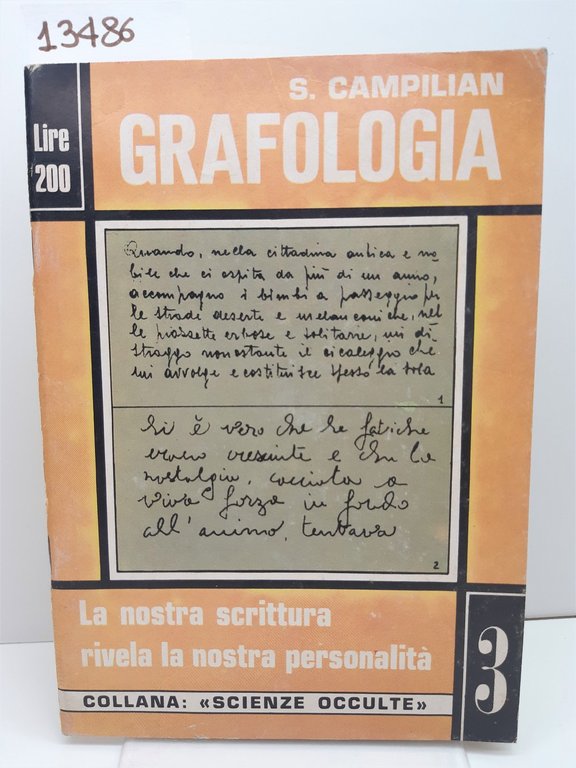 13486
Lire
200
S. CAMPILIAN
GRAFOLOGIA
Quando, nella cittadina antica e no-
bile che ci ospita da più di un anno,
accompagno i bimbi a passeggio per
le strade deserte e melanconiche, nel
le piazzette erbose e solitarie, mi di-
straggo nonostante il cicaleggio che
mi avvolge e costituisce spesso la sola
1
si è vero che le fatiche
erano cresciute e che la
nostalgia, cacciata a
viva forza in fondo
all'animo, tentava
2
La nostra scrittura
rivela la nostra personalità
3
COLLANA: «SCIENZE OCCULTE»